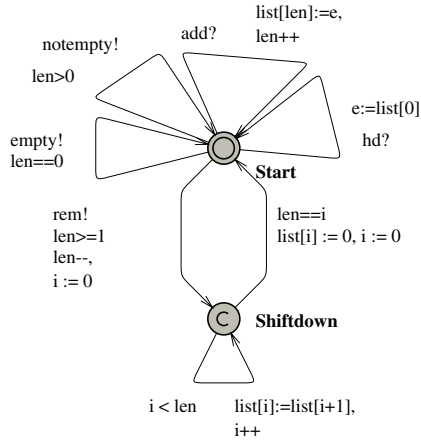 notempty!
len>0
add?
list[len]:=e,
len++
e:=list[0]
hd?
empty!
len==0
Start
rem!
len>=1
len--,
i := 0
len==i
list[i] := 0, i := 0
C
Shiftdown
i < len
list[i]:=list[i+1],
i++